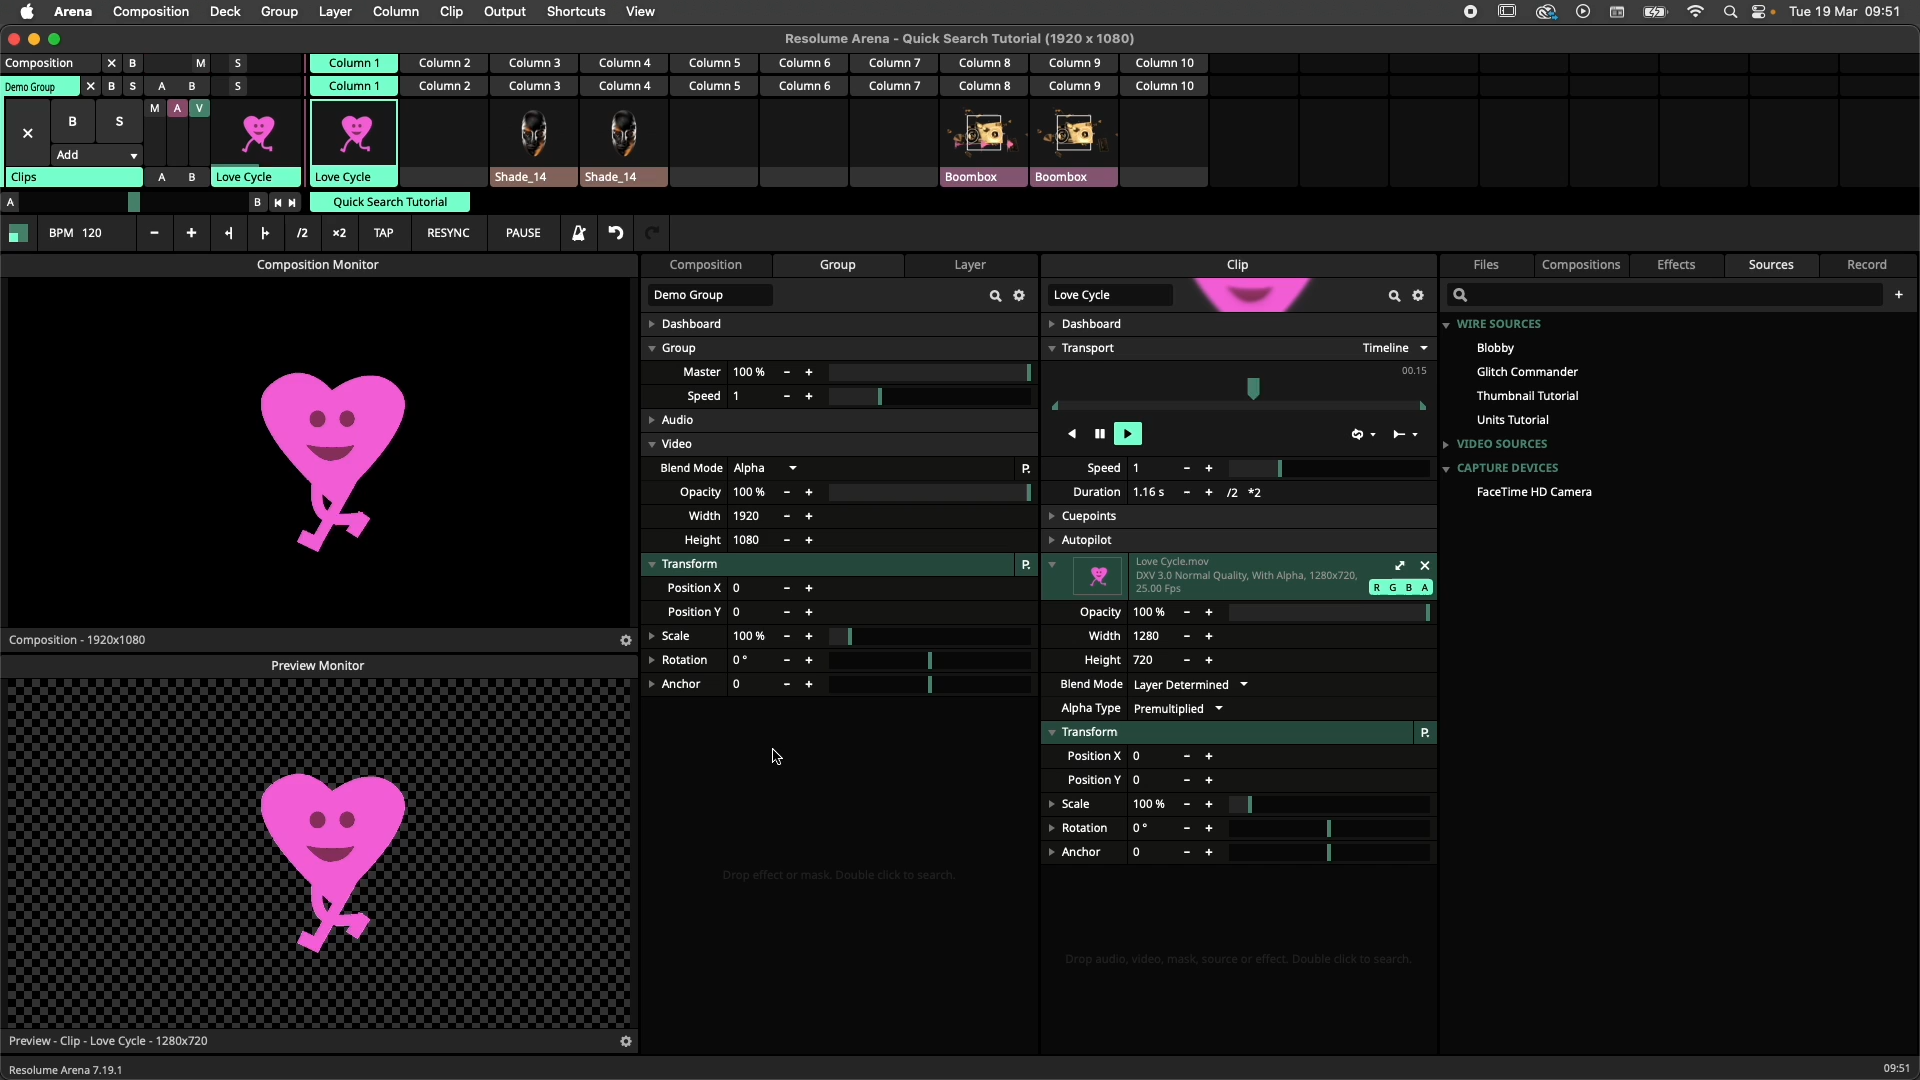 Arena Composition Deck Group Layer Column Clip Output Shortcuts View Tue 19 Mar 09:51
Resolume Arena - Quick Search Tutorial (1920 x 1080)
Composition X B M S Column 1 Column 2 Column 3 Column 4 Column 5 Column 6 Column 7 Column 8 Column 9 Column 10
Demo Group X B S A B S Column 1 Column 2 Column 3 Column 4 Column 5 Column 6 Column 7 Column 8 Column 9 Column 10
M A V
X B S
Add
Clips A B Love Cycle Love Cycle Shade_14 Shade_14 Boombox Boombox
A B Quick Search Tutorial
BPM 120 - + /2 ×2 TAP RESYNC PAUSE
Composition Monitor
Composition - 1920x1080
Preview Monitor
Preview - Clip - Love Cycle - 1280x720
Composition Group Layer
Demo Group
Dashboard
Group
Master 100 % - +
Speed 1 - +
Audio
Video
Blend Mode Alpha P.
Opacity 100 % - +
Width 1920 - +
Height 1080 - +
Transform P.
Position X 0 - +
Position Y 0 - +
Scale 100 % - +
Rotation 0 ° - +
Anchor 0 - +
Drop effect or mask. Double click to search.
Clip
Love Cycle
Dashboard
Transport Timeline
00.15
Speed 1 - +
Duration 1.16 s - + /2 *2
Cuepoints
Autopilot
Love Cycle.mov
DXV 3.0 Normal Quality, With Alpha, 1280x720,
25.00 Fps R G B A
Opacity 100 % - +
Width 1280 - +
Height 720 - +
Blend Mode Layer Determined
Alpha Type Premultiplied
Transform P.
Position X 0 - +
Position Y 0 - +
Scale 100 % - +
Rotation 0 ° - +
Anchor 0 - +
Drop audio, video, mask, source or effect. Double click to search.
Files Compositions Effects Sources Record
+
WIRE SOURCES
Blobby
Glitch Commander
Thumbnail Tutorial
Units Tutorial
VIDEO SOURCES
CAPTURE DEVICES
FaceTime HD Camera
Resolume Arena 7.19.1 09:51